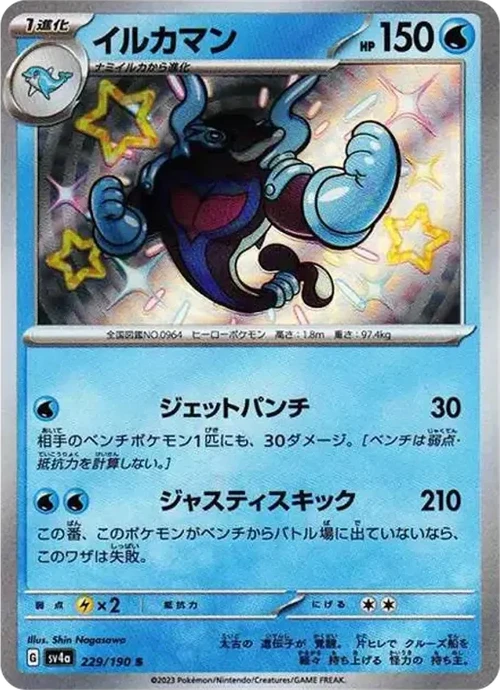 1進化
イルカマン
HP 150
ナミイルカから進化
全国図鑑NO.0964 ヒーローポケモン 高さ:1.8m 重さ:97.4kg
ジェットパンチ 30
相手のベンチポケモン1匹にも、30ダメージ。[ベンチは弱点・
抵抗力を計算しない。]
ジャスティスキック 210
この番、このポケモンがベンチからバトル場に出ていないなら、
このワザは失敗。
弱点 ×2 抵抗力 にげる
Illus. Shin Nagasawa
太古の 遺伝子が 覚醒。 片ヒレで クルーズ船を
軽々 持ち上げる 怪力の 持ち主。
G sv4a 229/190 S
©2023 Pokémon/Nintendo/Creatures/GAME FREAK.